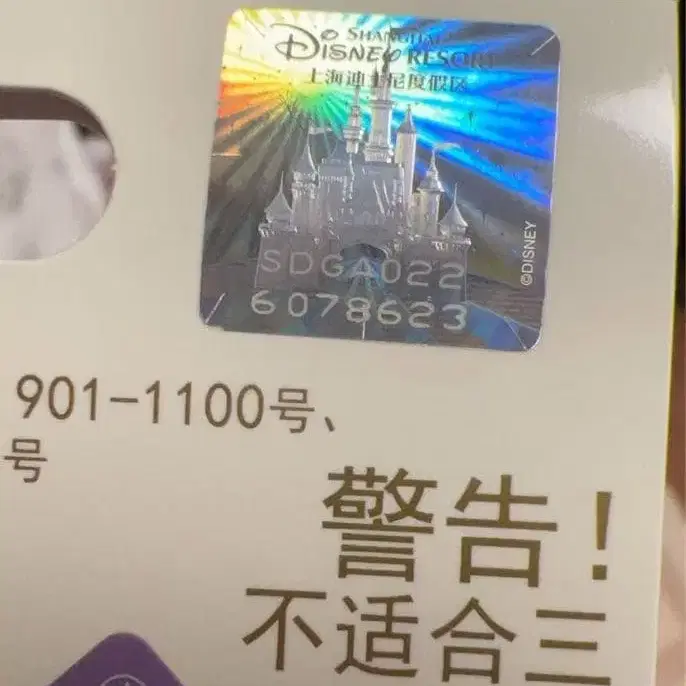 SHANGHAI
DISNEY RESORT
上海迪士尼度假区
©DISNEY
SDGA022
6078623
901-1100号、
号
警告!
不适合三